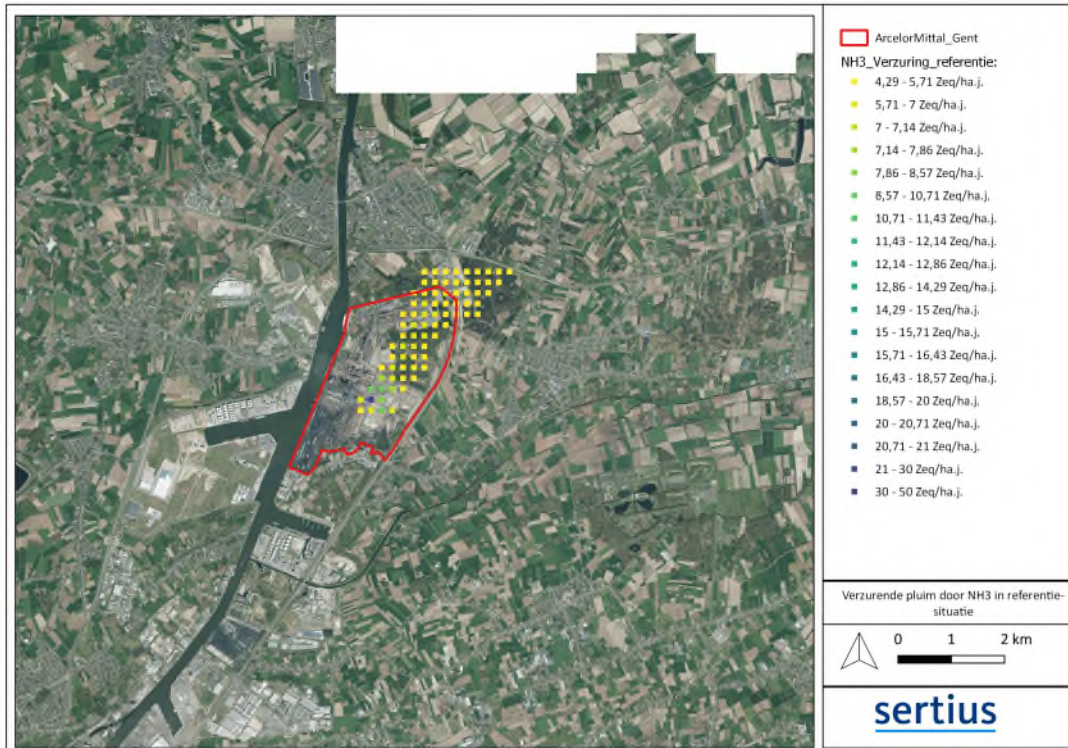 ArcelorMittal_Gent
NH3_Verzuring_referentie:
4,29 - 5,71 Zeq/ha.j.
5,71 - 7 Zeq/ha.j.
7 - 7,14 Zeq/ha.j.
7,14 - 7,86 Zeq/ha.j.
7,86 - 8,57 Zeq/ha.j.
8,57 - 10,71 Zeq/ha.j.
10,71 - 11,43 Zeq/ha.j.
11,43 - 12,14 Zeq/ha.j.
12,14 - 12,86 Zeq/ha.j.
12,86 - 14,29 Zeq/ha.j.
14,29 - 15 Zeq/ha.j.
15 - 15,71 Zeq/ha.j.
15,71 - 16,43 Zeq/ha.j.
16,43 - 18,57 Zeq/ha.j.
18,57 - 20 Zeq/ha.j.
20 - 20,71 Zeq/ha.j.
20,71 - 21 Zeq/ha.j.
21 - 30 Zeq/ha.j.
30 - 50 Zeq/ha.j.
Verzurende pluim door NH3 in referentie-
situatie
0 1 2 km
sertius